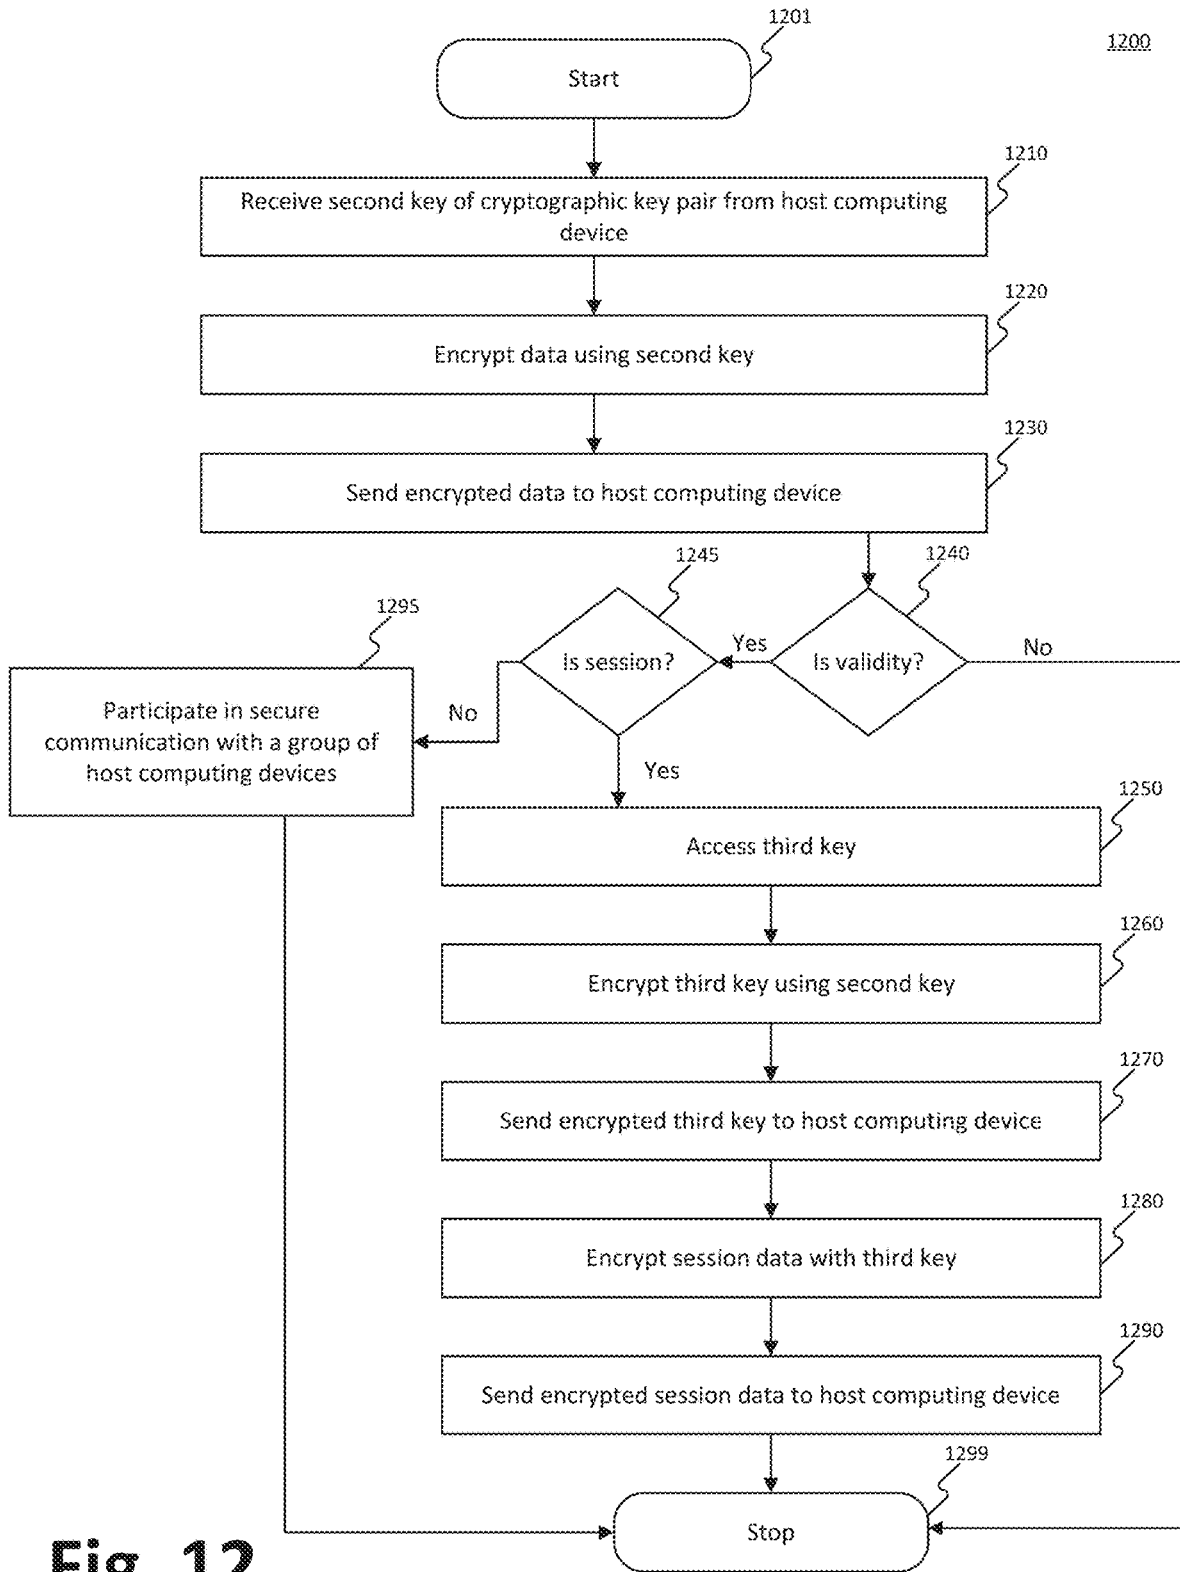 1201
1200
Start
1210
Receive second key of cryptographic key pair from host computing
device
1220
Encrypt data using second key
1230
Send encrypted data to host computing device
1245
1240
1295
Is session?
Yes
Is validity?
No
Participate in secure
communication with a group of
host computing devices
No
Yes
1250
Access third key
1260
Encrypt third key using second key
1270
Send encrypted third key to host computing device
1280
Encrypt session data with third key
1290
Send encrypted session data to host computing device
1299
Stop
Fig. 12